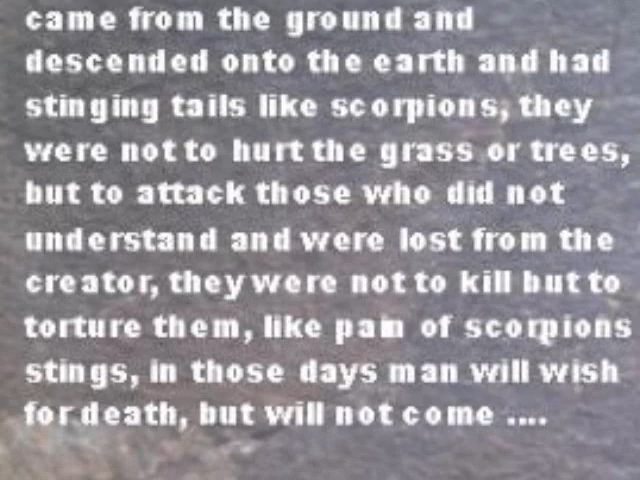 came from the ground and
descended onto the earth and had
stinging tails like scorpions, they
were not to hurt the grass or trees,
but to attack those who did not
understand and were lost from the
creator, they were not to kill but to
torture them, like pain of scorpions
stings, in those days man will wish
for death, but will not come ....